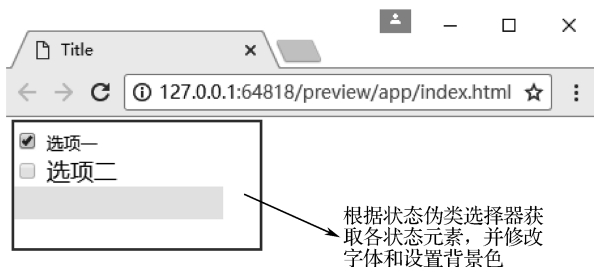 Title
127.0.0.1:64818/preview/app/index.html
选项一
选项二
根据状态伪类选择器获
取各状态元素，并修改
字体和设置背景色